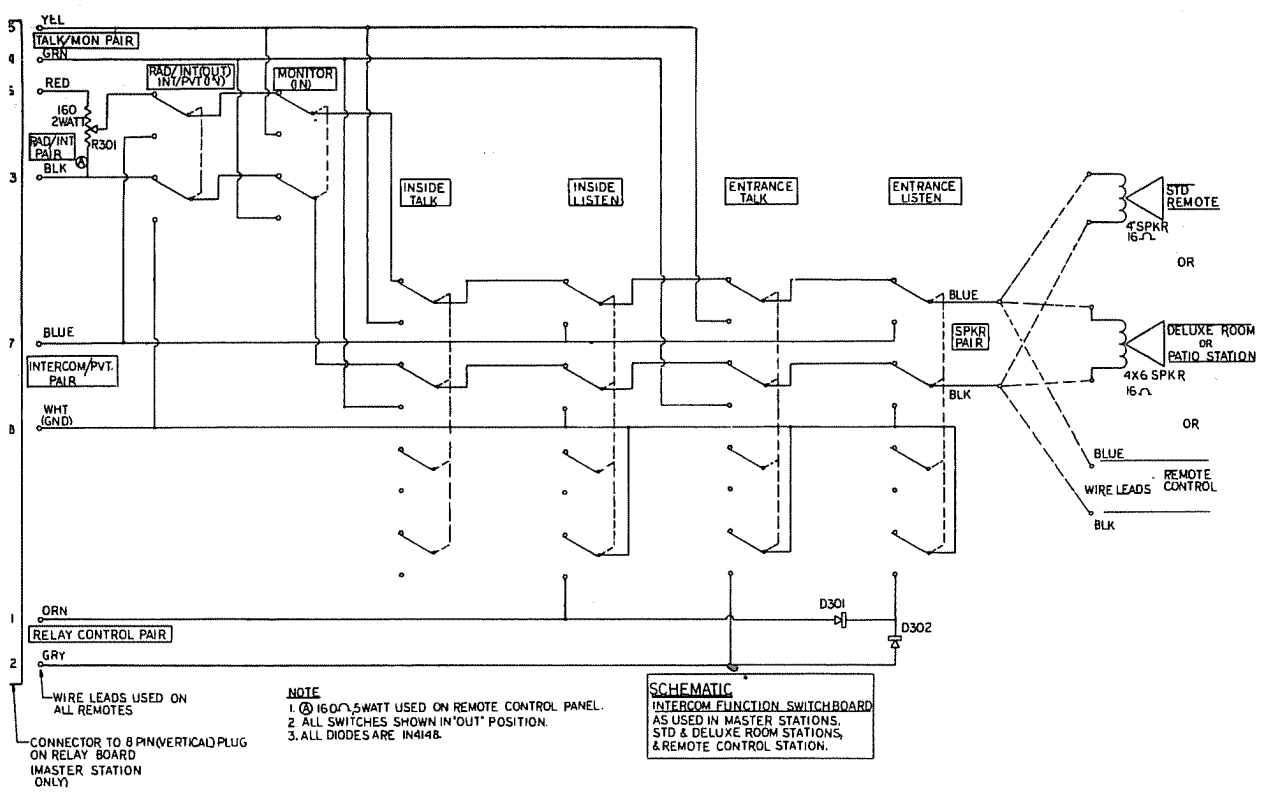 5 YEL
TALK/MON PAIR
4 GRN
RED
RAD/INT(OUT)
INT/PVT(IN)
MONITOR
(IN)
160
2WATT
R301
RAD/INT
PAIR
A
3 BLK
INSIDE
TALK
INSIDE
LISTEN
ENTRANCE
TALK
ENTRANCE
LISTEN
STD
REMOTE
4" SPKR
16Ω
OR
BLUE
7 BLUE
SPKR
PAIR
DELUXE ROOM
OR
PATIO STATION
INTERCOM/PVT.
PAIR
4X6 SPKR
16Ω
BLK
WHT
(GND)
8
OR
BLUE
WIRE LEADS
REMOTE
CONTROL
BLK
1 ORN
D301
D302
RELAY CONTROL PAIR
2 GRY
WIRE LEADS USED ON
ALL REMOTES
CONNECTOR TO 8 PIN(VERTICAL) PLUG
ON RELAY BOARD
(MASTER STATION
ONLY)
NOTE
1. A 160Ω,5WATT USED ON REMOTE CONTROL PANEL.
2. ALL SWITCHES SHOWN IN "OUT" POSITION.
3. ALL DIODES ARE IN4148.
SCHEMATIC
INTERCOM FUNCTION SWITCHBOARD
AS USED IN MASTER STATIONS,
STD & DELUXE ROOM STATIONS,
& REMOTE CONTROL STATION.